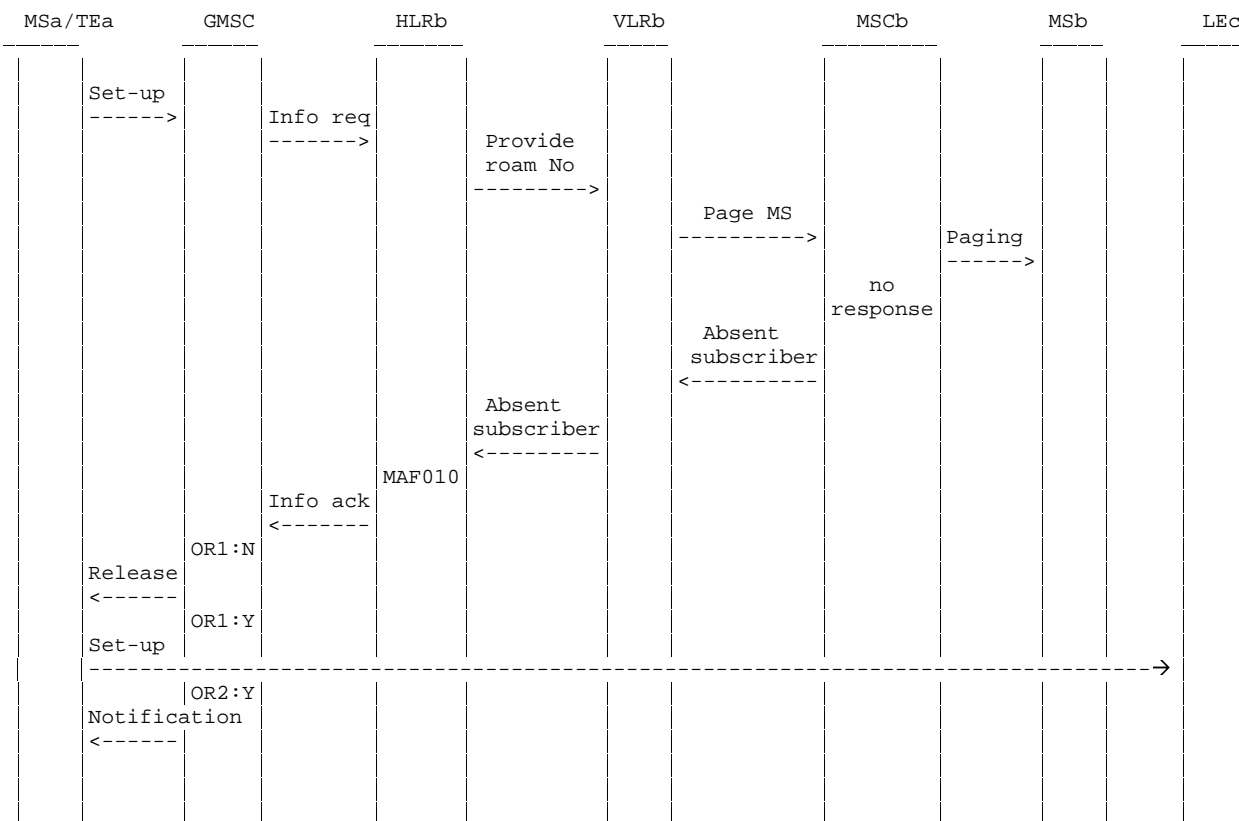 MSa/TEa GMSC HLRb VLRb MSCb MSb LEc
Set-up
------> Info req
-------> Provide
roam No
--------->
Page MS
----------> Paging
------>
no
response
Absent
subscriber
<----------
Absent
subscriber
<---------
MAF010
Info ack
<-------
OR1:N
Release
<------
OR1:Y
Set-up
------------------------------------------------------------------------------------→
OR2:Y
Notification
<------